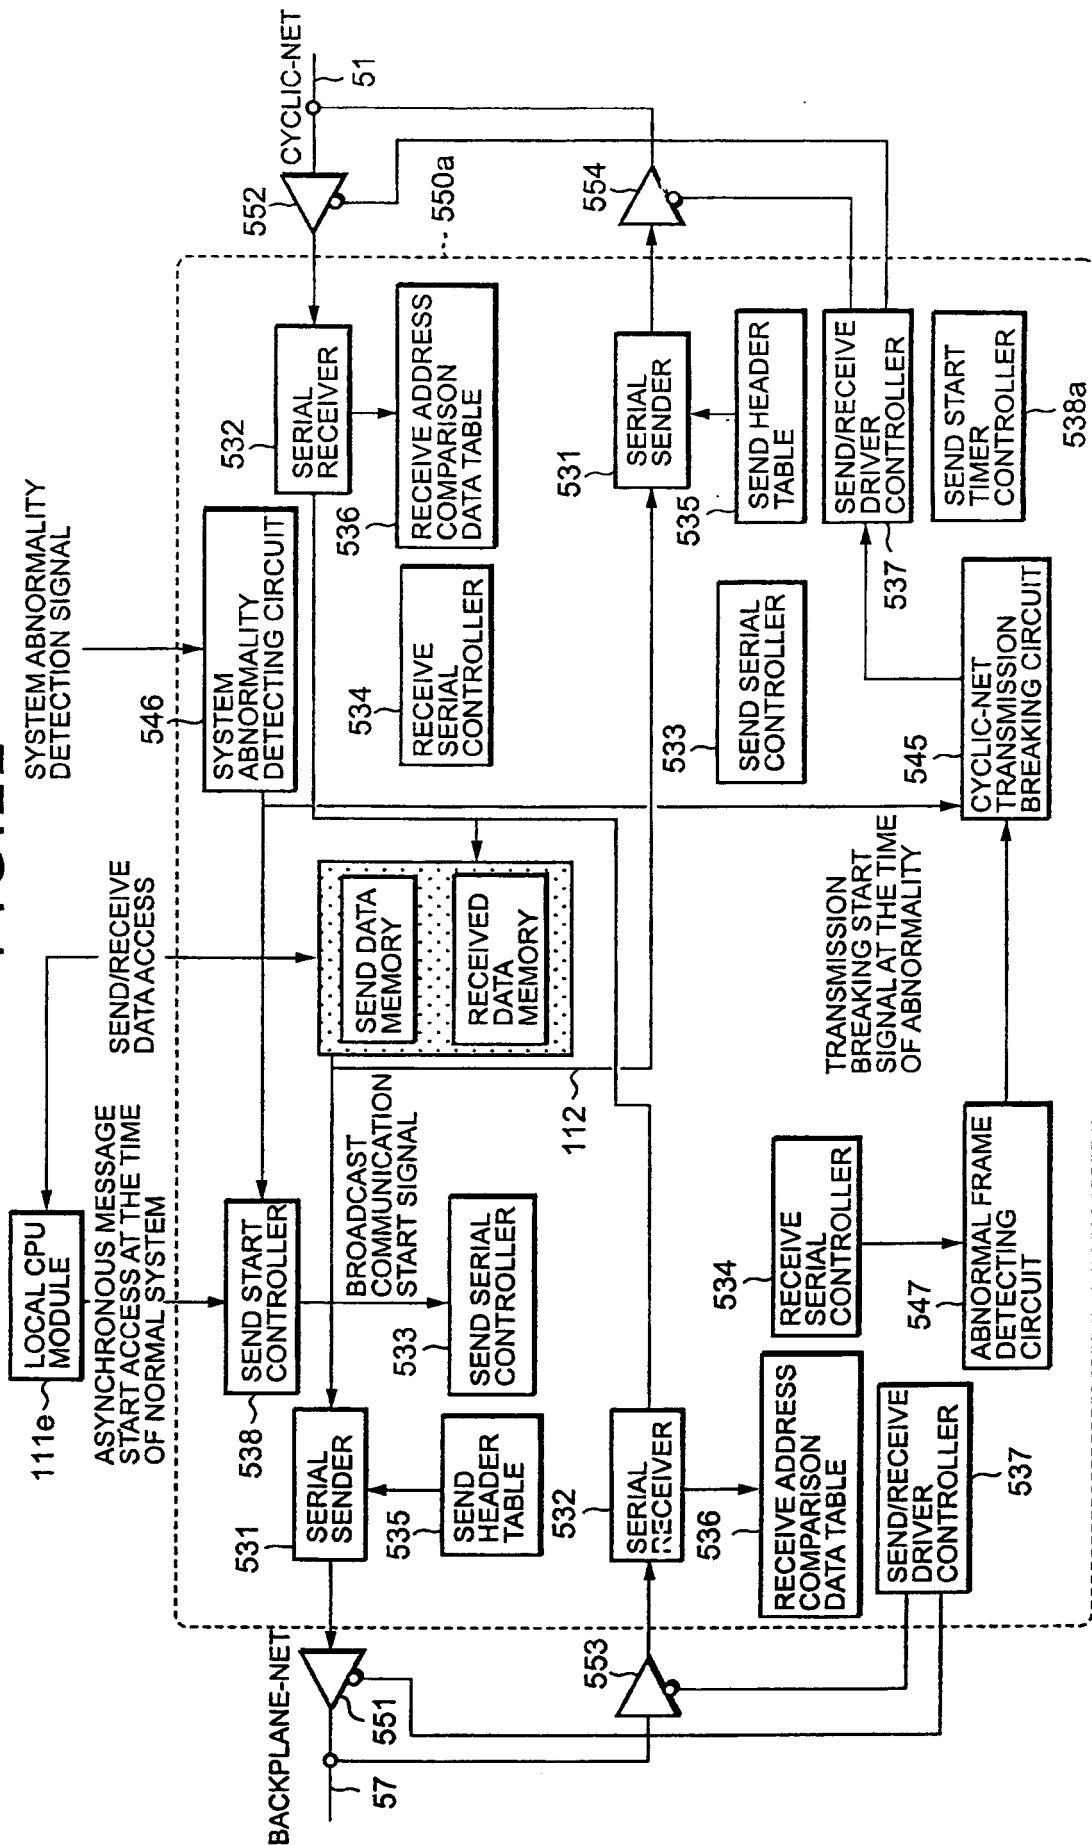 LOCAL CPU
MODULE
111e
ASYNCHRONOUS MESSAGE
START ACCESS AT THE TIME
OF NORMAL SYSTEM
SEND/RECEIVE
DATA ACCESS
SYSTEM ABNORMALITY
DETECTION SIGNAL
BACKPLANE-NET
57
551
531
SERIAL
SENDER
538
SEND START
CONTROLLER
546
SYSTEM
ABNORMALITY
DETECTING CIRCUIT
532
SERIAL
RECEIVER
552
CYCLIC-NET
51
550a
535
SEND
HEADER
TABLE
533
SEND SERIAL
CONTROLLER
BROADCAST
COMMUNICATION
START SIGNAL
SEND DATA
MEMORY
RECEIVED
DATA
MEMORY
112
534
RECEIVE
SERIAL
CONTROLLER
536
RECEIVE ADDRESS
COMPARISON
DATA TABLE
553
532
SERIAL
RECEIVER
531
SERIAL
SENDER
554
536
RECEIVE ADDRESS
COMPARISON
DATA TABLE
534
RECEIVE
SERIAL
CONTROLLER
533
SEND SERIAL
CONTROLLER
535
SEND HEADER
TABLE
SEND/RECEIVE
DRIVER
CONTROLLER
537
547
ABNORMAL FRAME
DETECTING
CIRCUIT
TRANSMISSION
BREAKING START
SIGNAL AT THE TIME
OF ABNORMALITY
545
CYCLIC-NET
TRANSMISSION
BREAKING CIRCUIT
SEND/RECEIVE
DRIVER
CONTROLLER
537
SEND START
TIMER
CONTROLLER
538a